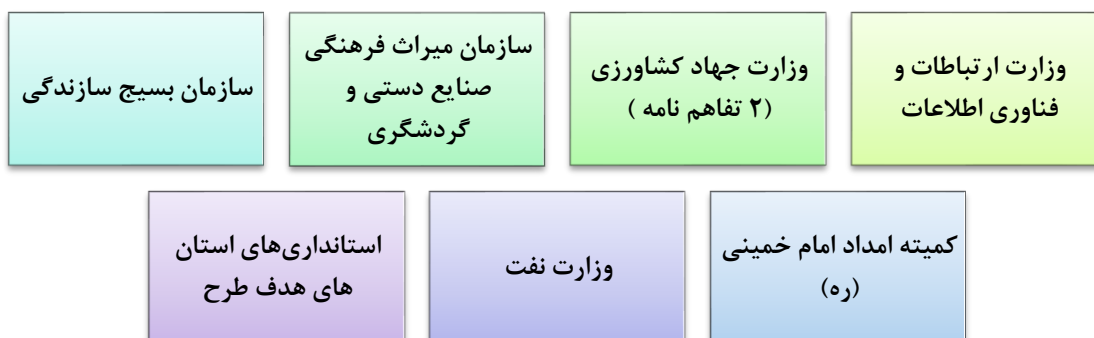 وزارت ارتباطات و
فناوری اطلاعات
وزارت جهاد کشاورزی
(۲ تفاهم نامه )
سازمان میراث فرهنگی
صنایع دستی و
گردشگری
سازمان بسیج سازندگی
کمیته امداد امام خمینی
(ره)
وزارت نفت
استانداری‌های استان
های هدف طرح